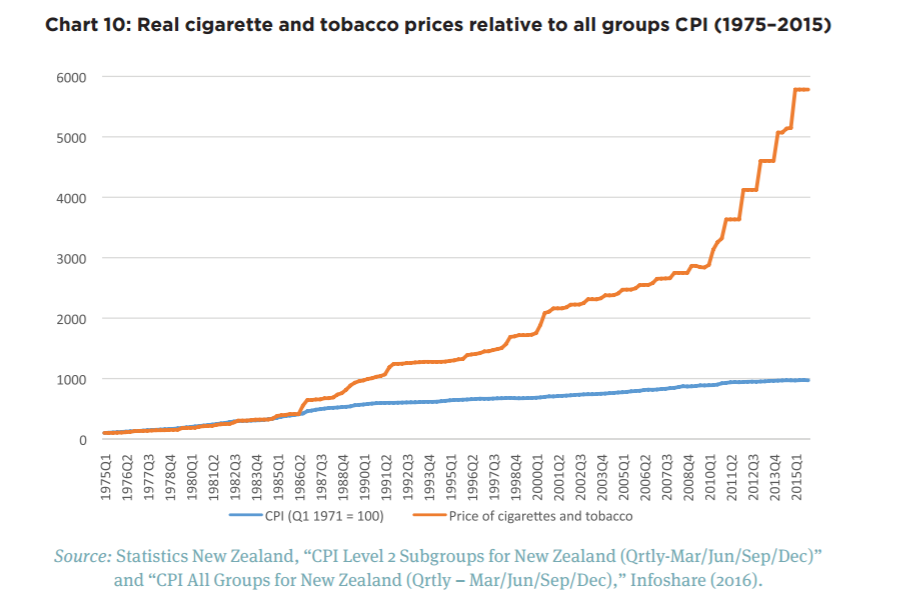 Chart 10: Real cigarette and tobacco prices relative to all groups CPI (1975–2015)
6000
5000
4000
3000
2000
1000
0
1975Q1
1976Q2
1977Q3
1978Q4
1980Q1
1981Q2
1982Q3
1983Q4
1985Q1
1986Q2
1987Q3
1988Q4
1990Q1
1991Q2
1992Q3
1993Q4
1995Q1
1996Q2
1997Q3
1998Q4
2000Q1
2001Q2
2002Q3
2003Q4
2005Q1
2006Q2
2007Q3
2008Q4
2010Q1
2011Q2
2012Q3
2013Q4
2015Q1
CPI (Q1 1971 = 100)
Price of cigarettes and tobacco
Source: Statistics New Zealand, “CPI Level 2 Subgroups for New Zealand (Qrtly-Mar/Jun/Sep/Dec)”
and “CPI All Groups for New Zealand (Qrtly – Mar/Jun/Sep/Dec),” Infoshare (2016).